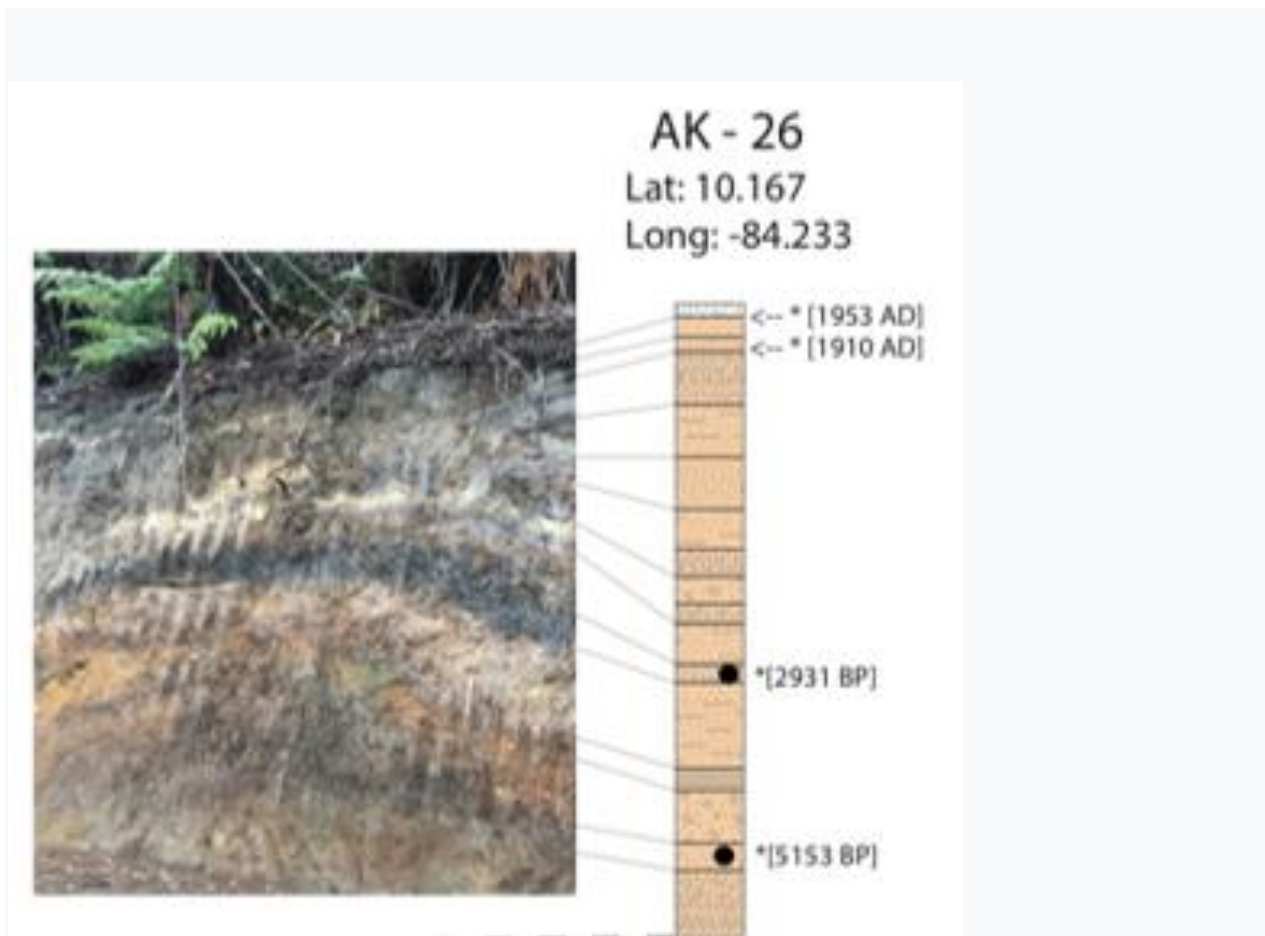 AK - 26
Lat: 10.167
Long: -84.233
<-- * [1953 AD]
<-- * [1910 AD]
*[2931 BP]
*[5153 BP]